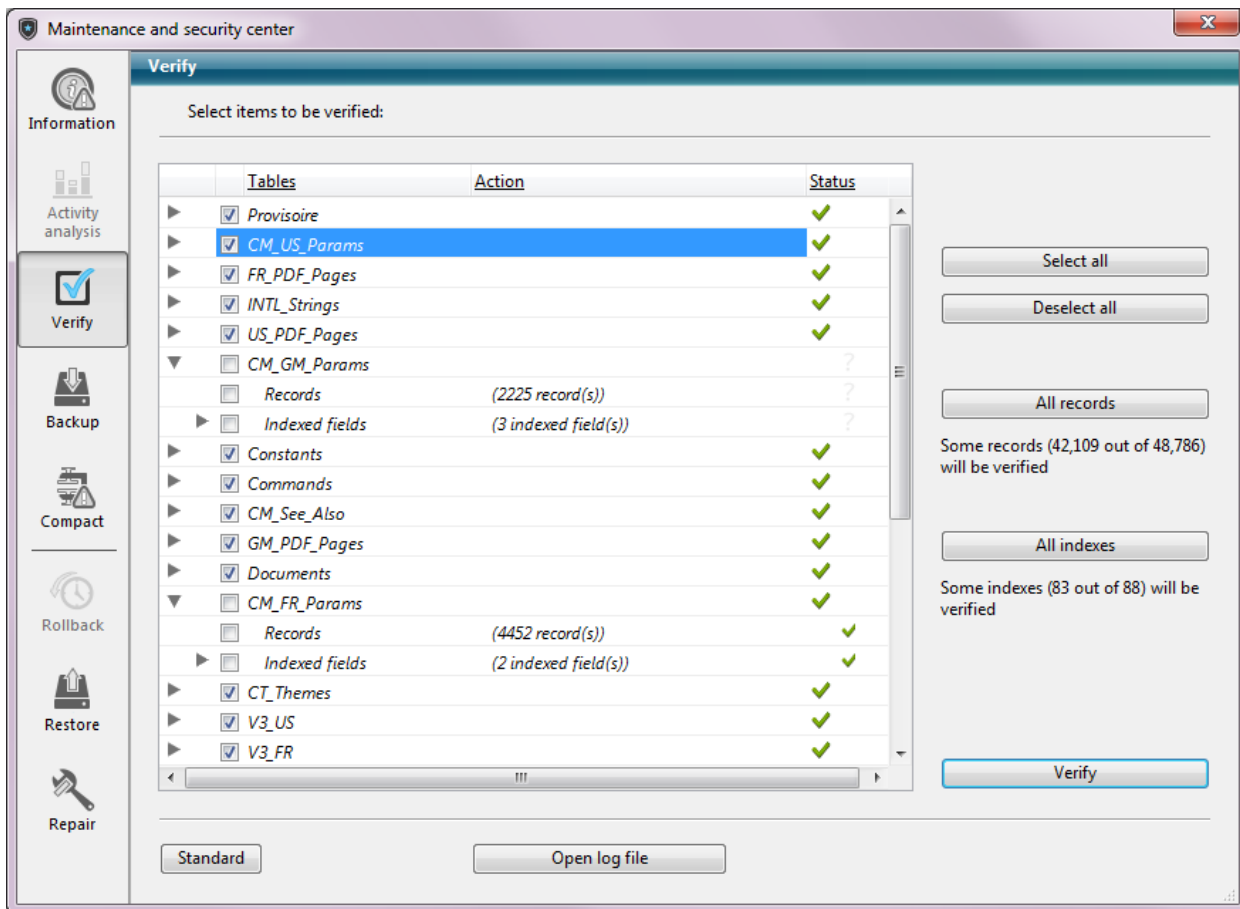 Maintenance and security center
Verify
Information
Activity
analysis
Verify
Backup
Compact
Rollback
Restore
Repair
Select items to be verified:
Tables Action Status
Provisoire
CM_US_Params
FR_PDF_Pages
INTL_Strings
US_PDF_Pages
CM_GM_Params ?
Records (2225 record(s)) ?
Indexed fields (3 indexed field(s)) ?
Constants
Commands
CM_See_Also
GM_PDF_Pages
Documents
CM_FR_Params
Records (4452 record(s))
Indexed fields (2 indexed field(s))
CT_Themes
V3_US
V3_FR
Select all
Deselect all
All records
Some records (42,109 out of 48,786)
will be verified
All indexes
Some indexes (83 out of 88) will be
verified
Verify
Standard
Open log file